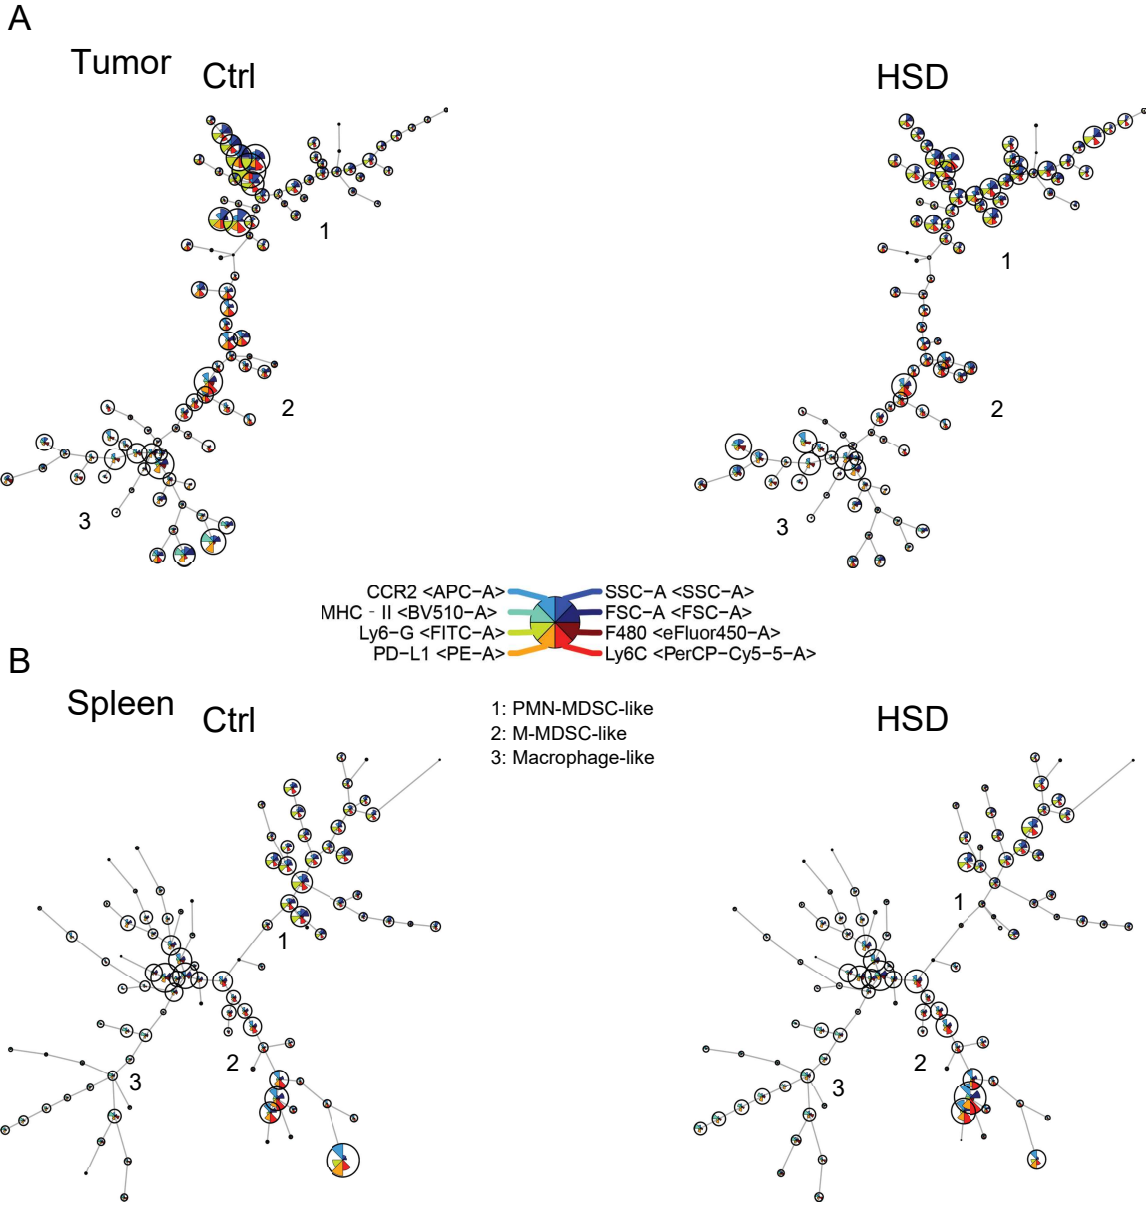 A
Tumor
Ctrl
HSD
1
2
3
1
2
3
CCR2 <APC-A>
MHC - II <BV510-A>
Ly6-G <FITC-A>
PD-L1 <PE-A>
SSC-A <SSC-A>
FSC-A <FSC-A>
F480 <eFluor450-A>
Ly6C <PerCP-Cy5-5-A>
B
Spleen
Ctrl
1: PMN-MDSC-like
2: M-MDSC-like
3: Macrophage-like
HSD
1
2
3
1
2
3